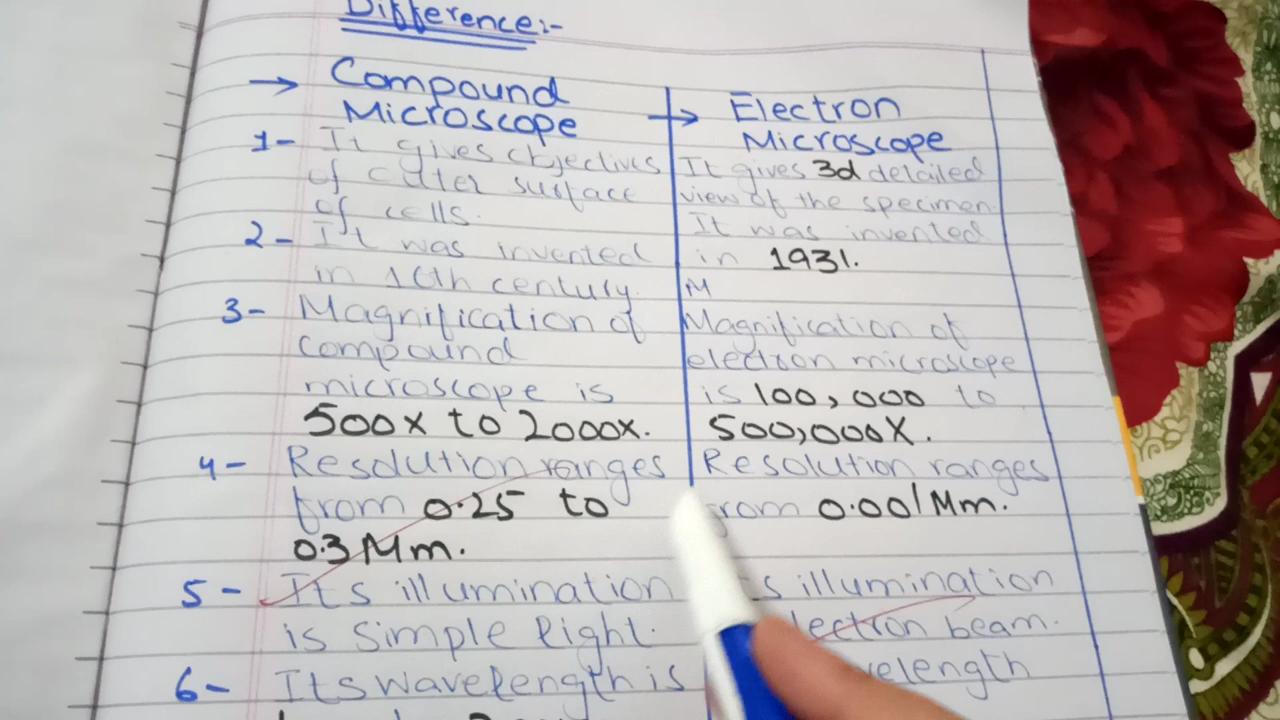 Difference:-
→ Compound
Microscope
1- It gives objectives
of outer surface
of cells.
2- It was invented
in 16th century.
3- Magnification of
compound
microscope is
500x to 2000x.
4- Resolution ranges
from 0.25 to
0.3 Mm.
5- Its illumination
is simple light.
6- Its wavelength is
→ Electron
Microscope
It gives 3d detailed
view of the specimen
It was invented
in 1931.
M
Magnification of
electron microscope
is 100,000 to
500,000X.
Resolution ranges
from 0.001 Mm.
illumination
electron beam.